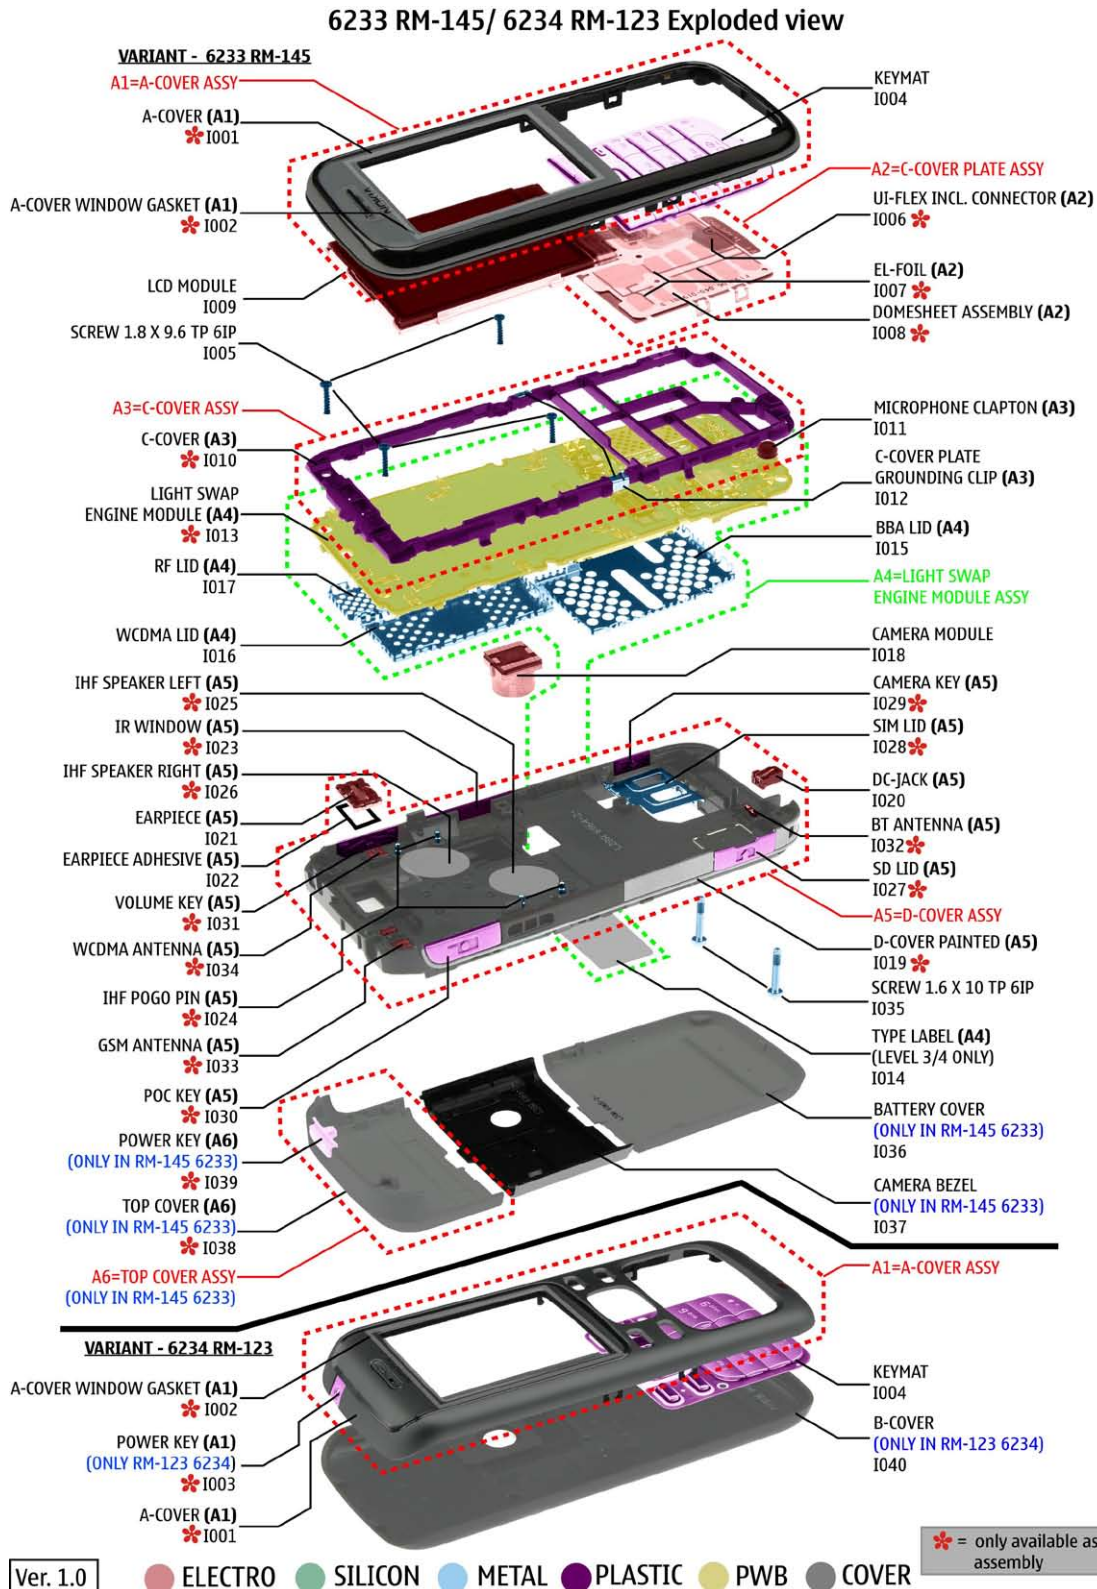 6233 RM-145/ 6234 RM-123 Exploded view
VARIANT - 6233 RM-145
A1=A-COVER ASSY
A-COVER (A1)
I001
A-COVER WINDOW GASKET (A1)
I002
LCD MODULE
I009
SCREW 1.8 X 9.6 TP 6IP
I005
A3=C-COVER ASSY
C-COVER (A3)
I010
LIGHT SWAP
ENGINE MODULE (A4)
I013
RF LID (A4)
I017
WCDMA LID (A4)
I016
IHF SPEAKER LEFT (A5)
I025
IR WINDOW (A5)
I023
IHF SPEAKER RIGHT (A5)
I026
EARPIECE (A5)
I021
EARPIECE ADHESIVE (A5)
I022
VOLUME KEY (A5)
I031
WCDMA ANTENNA (A5)
I034
IHF POGO PIN (A5)
I024
GSM ANTENNA (A5)
I033
POC KEY (A5)
I030
POWER KEY (A6)
(ONLY IN RM-145 6233)
I039
TOP COVER (A6)
(ONLY IN RM-145 6233)
I038
A6=TOP COVER ASSY
(ONLY IN RM-145 6233)
KEYMAT
I004
A2=C-COVER PLATE ASSY
UI-FLEX INCL. CONNECTOR (A2)
I006
EL-FOIL (A2)
I007
DOMESHEET ASSEMBLY (A2)
I008
MICROPHONE CLAPTON (A3)
I011
C-COVER PLATE
GROUNDING CLIP (A3)
I012
BBA LID (A4)
I015
A4=LIGHT SWAP
ENGINE MODULE ASSY
CAMERA MODULE
I018
CAMERA KEY (A5)
I029
SIM LID (A5)
I028
DC-JACK (A5)
I020
BT ANTENNA (A5)
I032
SD LID (A5)
I027
A5=D-COVER ASSY
D-COVER PAINTED (A5)
I019
SCREW 1.6 X 10 TP 6IP
I035
TYPE LABEL (A4)
(LEVEL 3/4 ONLY)
I014
BATTERY COVER
(ONLY IN RM-145 6233)
I036
CAMERA BEZEL
(ONLY IN RM-145 6233)
I037
A1=A-COVER ASSY
VARIANT - 6234 RM-123
A-COVER WINDOW GASKET (A1)
I002
POWER KEY (A1)
(ONLY RM-123 6234)
I003
A-COVER (A1)
I001
KEYMAT
I004
B-COVER
(ONLY IN RM-123 6234)
I040
= only available as
assembly
Ver. 1.0
ELECTRO SILICON METAL PLASTIC PWB COVER
NOKIA